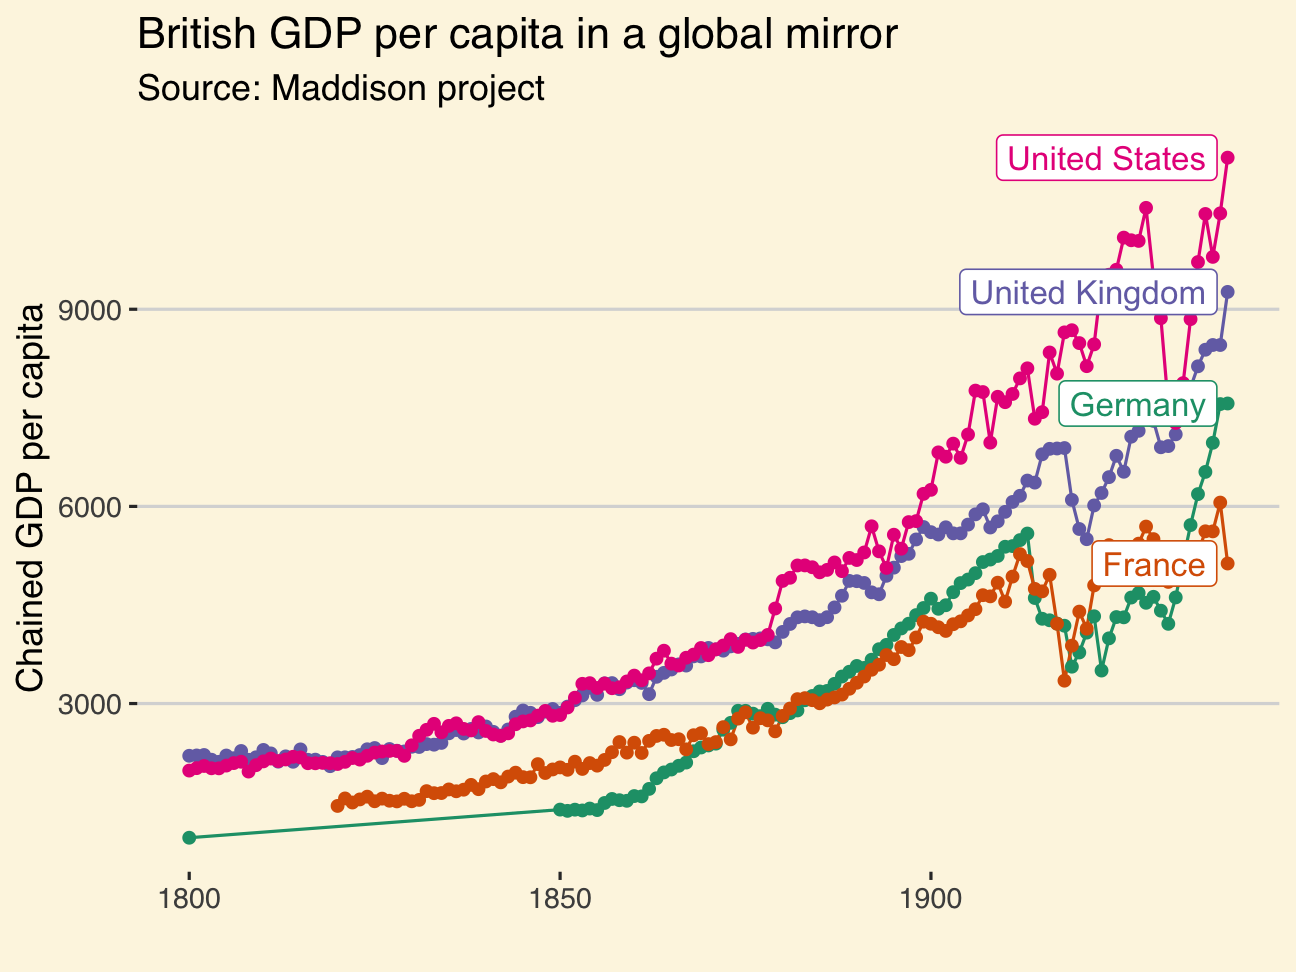 British GDP per capita in a global mirror
Source: Maddison project
Chained GDP per capita
9000
6000
3000
United States
United Kingdom
Germany
France
1800
1850
1900